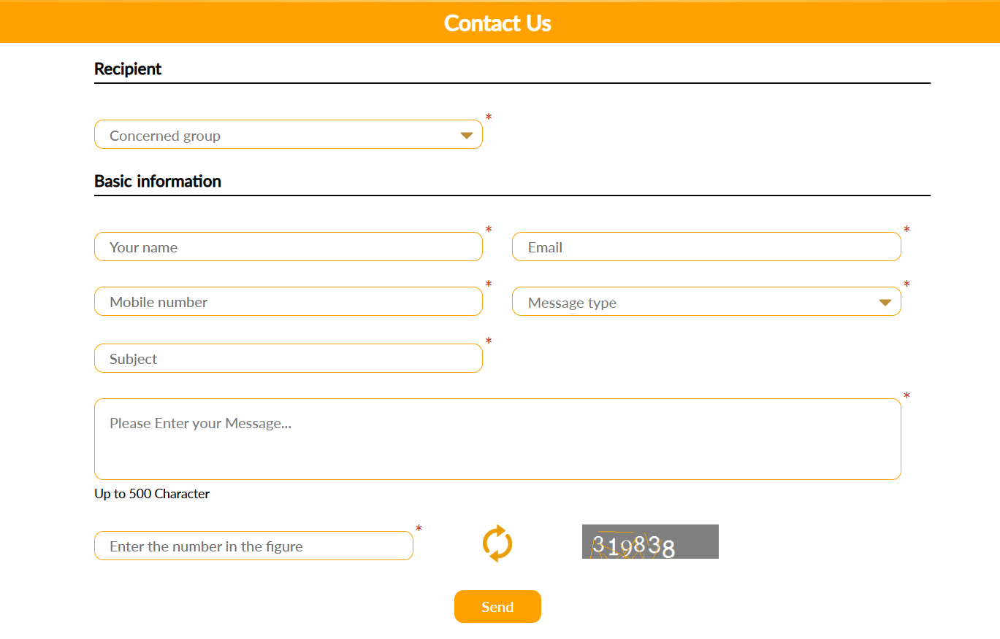 Contact Us
Recipient
*
Concerned group
Basic information
* *
Your name Email
* *
Mobile number Message type
*
Subject
*
Please Enter your Message...
Up to 500 Character
*
Enter the number in the figure 319838
Send